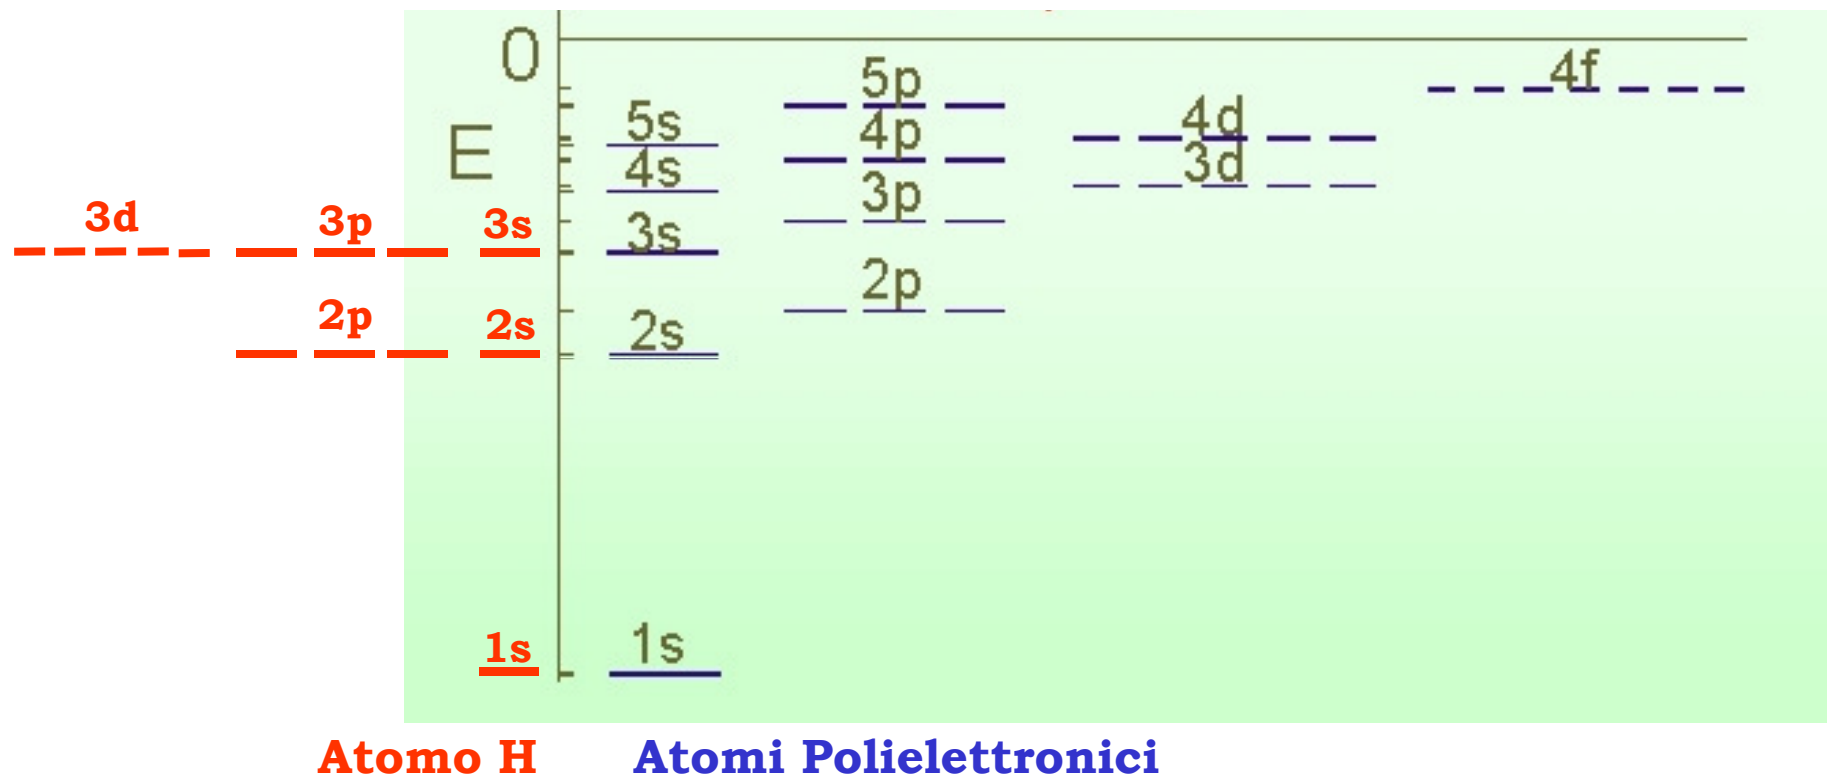 0
4f
5p
5s
4p
4d
E
4s
3d
3p
3d
3p
3s
3s
2p
2p
2s
2s
1s
1s
Atomo H
Atomi Polielettronici